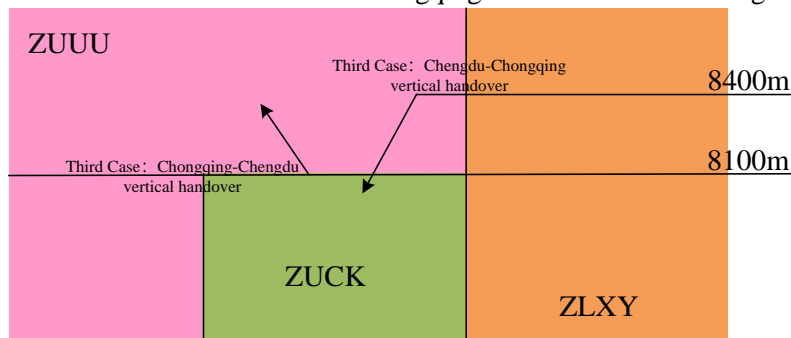 ZUUU
Third Case：Chengdu-Chongqing
vertical handover
8400m
8100m
Third Case：Chongqing-Chengdu
vertical handover
ZUCK
ZLXY